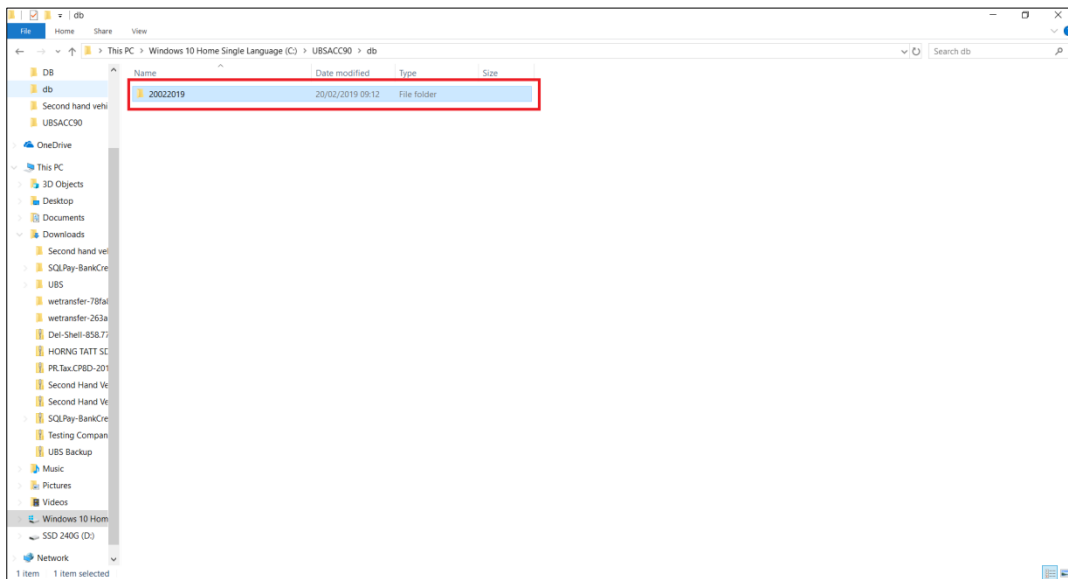 db
File Home Share View
This PC > Windows 10 Home Single Language (C:) > UBSACC90 > db
Search db
Name Date modified Type Size
20022019 20/02/2019 09:12 File folder
DB
db
Second hand vehi
UBSACC90
OneDrive
This PC
3D Objects
Desktop
Documents
Downloads
Second hand vel
SQLPay-BankCre
UBS
wetransfer-78fal
wetransfer-263a
Del-Shell-858.77
HORNG TATT SD
PR.Tax.CP8D-201
Second Hand Ve
Second Hand Ve
SQLPay-BankCre
Testing Compan
UBS Backup
Music
Pictures
Videos
Windows 10 Hom
SSD 240G (D:)
Network
1 item 1 item selected